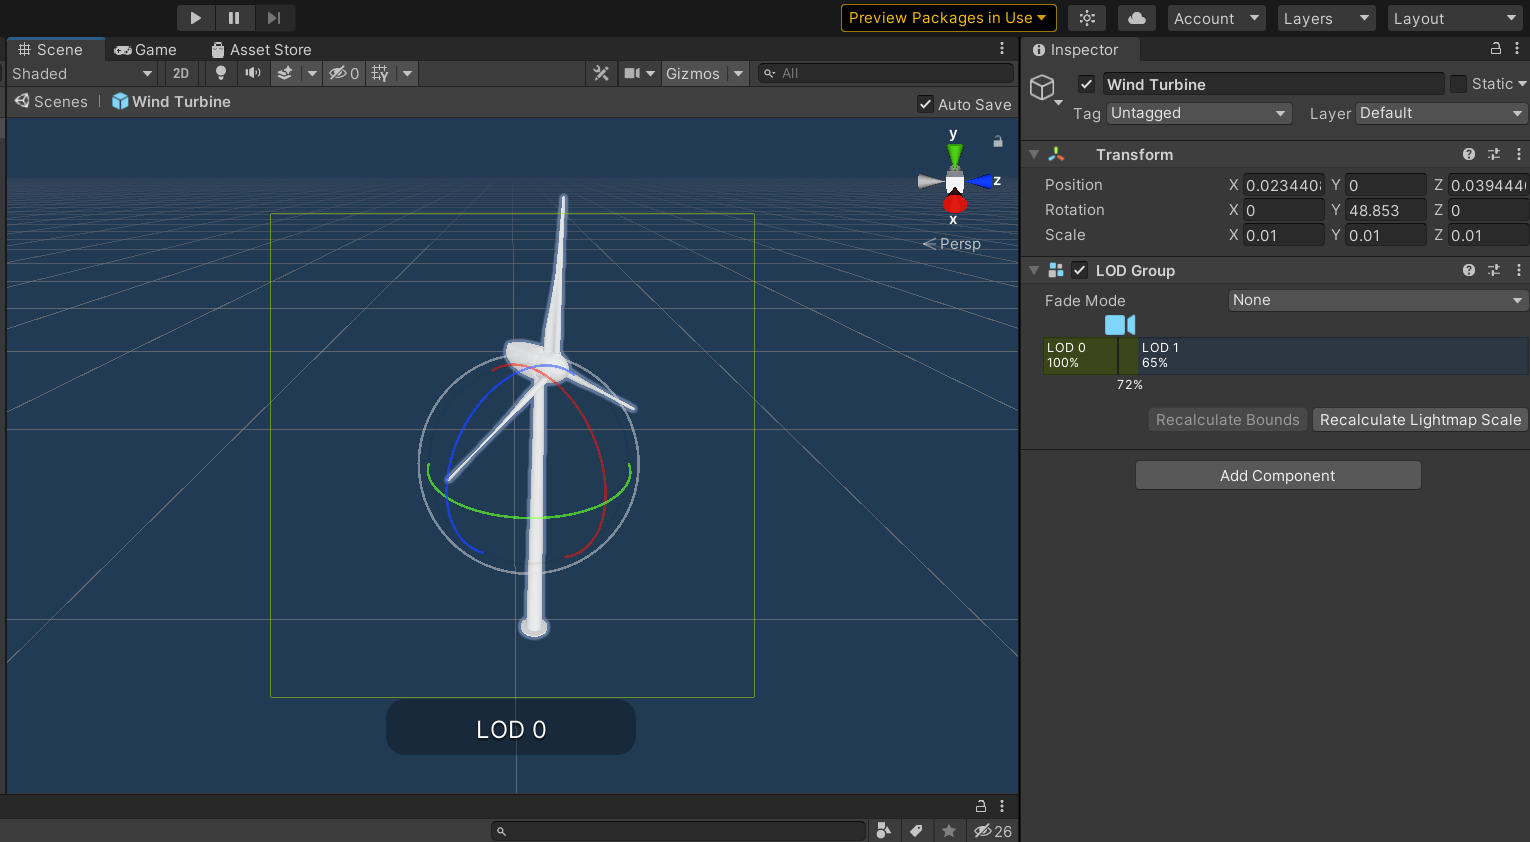 Preview Packages in Use
Account
Layers
Layout
Scene
Game
Asset Store
Inspector
Shaded
2D
0
Gizmos
All
Scenes
Wind Turbine
Auto Save
Wind Turbine
Static
Tag
Untagged
Layer
Default
y
z
x
Persp
Transform
Position X 0.023440 Y 0 Z 0.039444
Rotation X 0 Y 48.853 Z 0
Scale X 0.01 Y 0.01 Z 0.01
LOD Group
Fade Mode
None
LOD 0
100%
LOD 1
65%
72%
Recalculate Bounds
Recalculate Lightmap Scale
Add Component
LOD 0
26